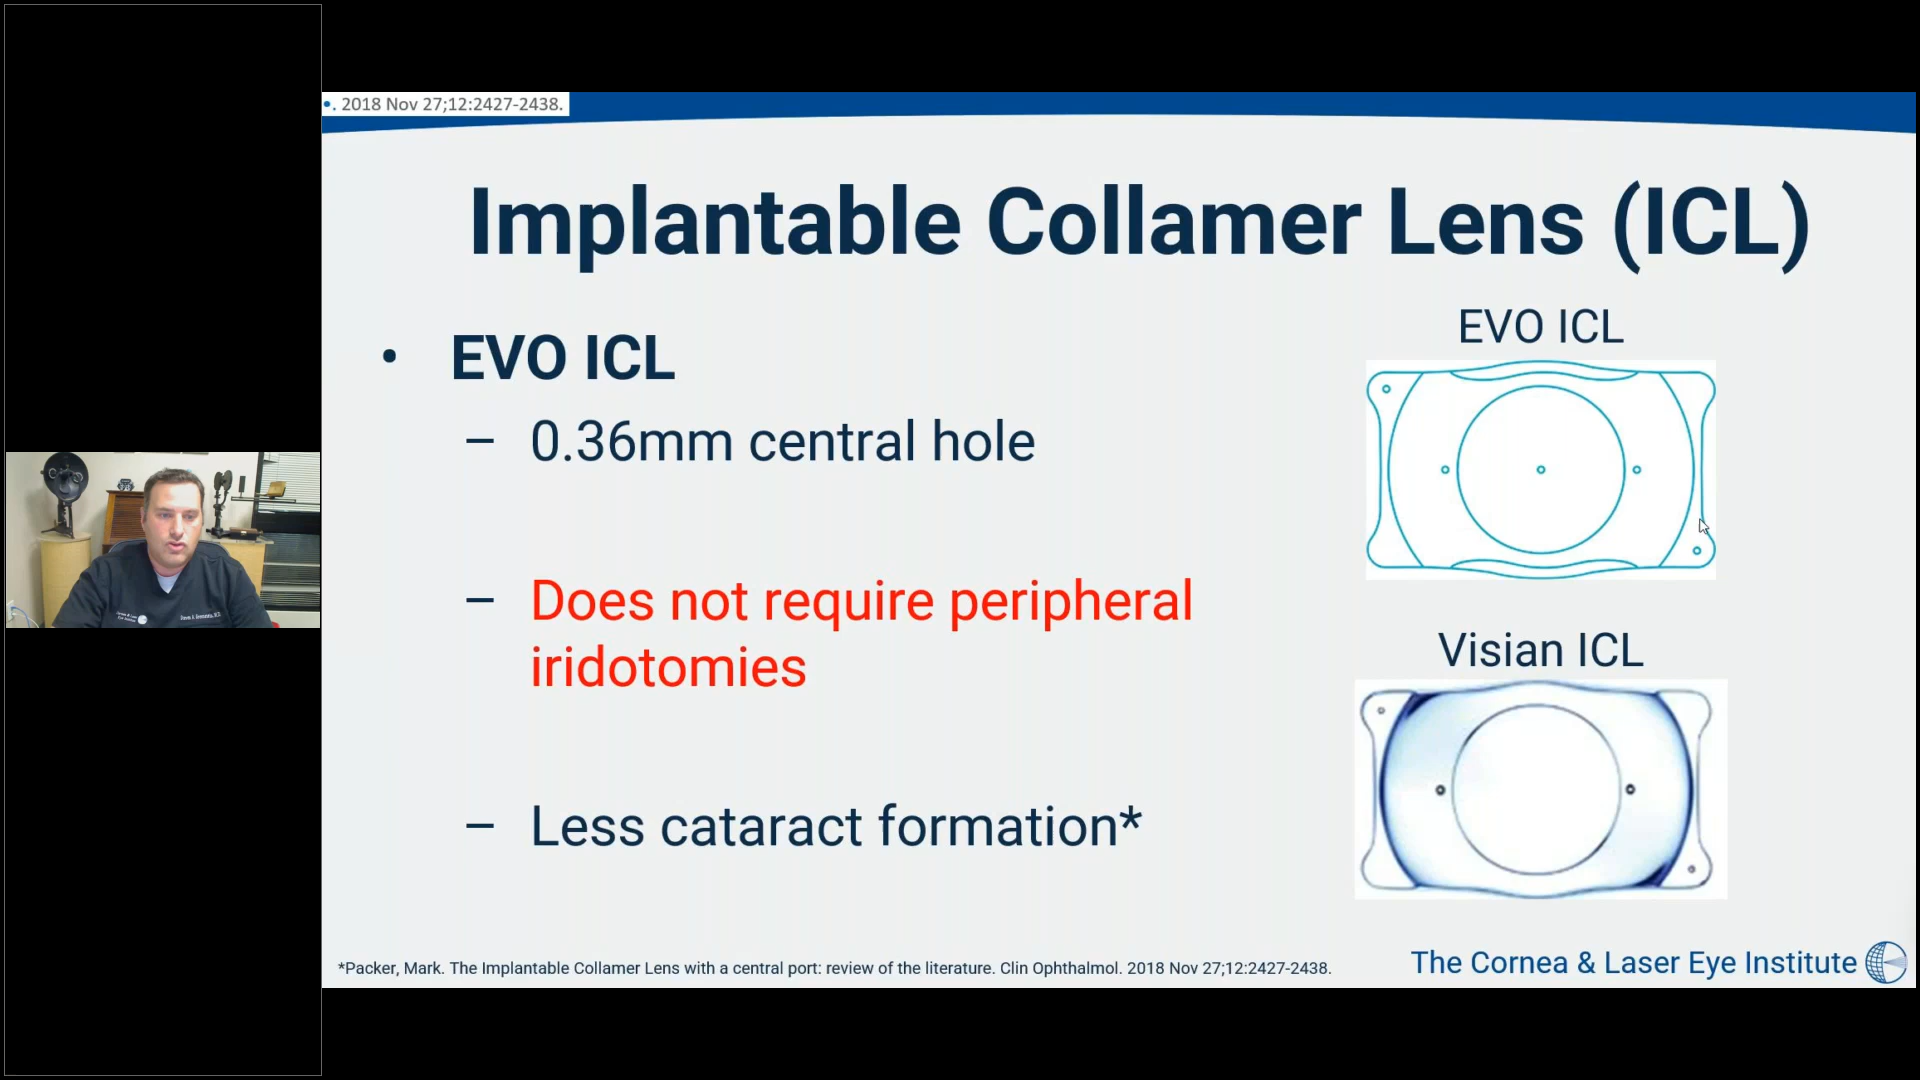 . 2018 Nov 27;12:2427-2438.
Implantable Collamer Lens (ICL)
• EVO ICL
– 0.36mm central hole
– Does not require peripheral
iridotomies
– Less cataract formation*
EVO ICL
Visian ICL
*Packer, Mark. The Implantable Collamer Lens with a central port: review of the literature. Clin Ophthalmol. 2018 Nov 27;12:2427-2438.
The Cornea & Laser Eye Institute